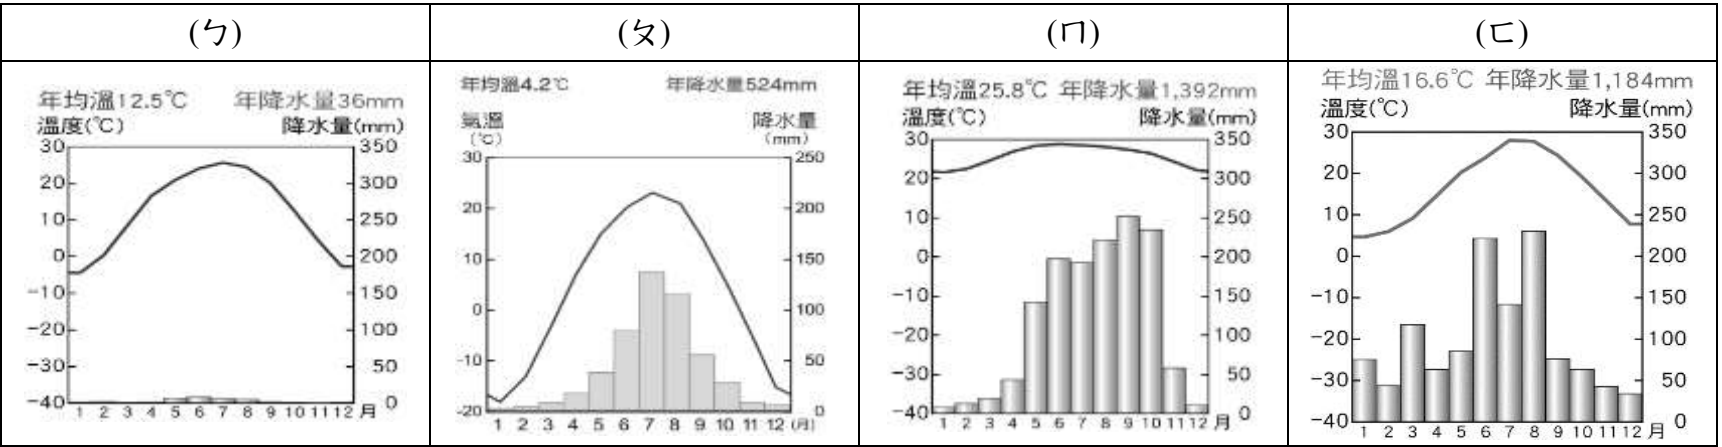 (ㄅ)
(ㄆ)
(ㄇ)
(ㄈ)
年均溫12.5℃ 年降水量36mm
溫度(℃) 降水量(mm)
30 350
20 300
10 250
0 200
-10 150
-20 100
-30 50
-40 0
1 2 3 4 5 6 7 8 9 10 11 12 月
年均溫4.2℃ 年降水量524mm
氣溫 降水量
(℃) (mm)
30 250
20 200
10 150
0 100
-10 50
-20 0
1 2 3 4 5 6 7 8 9 10 11 12 (月)
年均溫25.8℃ 年降水量1,392mm
溫度(℃) 降水量(mm)
30 350
20 300
10 250
0 200
-10 150
-20 100
-30 50
-40 0
1 2 3 4 5 6 7 8 9 10 11 12 月
年均溫16.6℃ 年降水量1,184mm
溫度(℃) 降水量(mm)
30 350
20 300
10 250
0 200
-10 150
-20 100
-30 50
-40 0
1 2 3 4 5 6 7 8 9 10 11 12 月